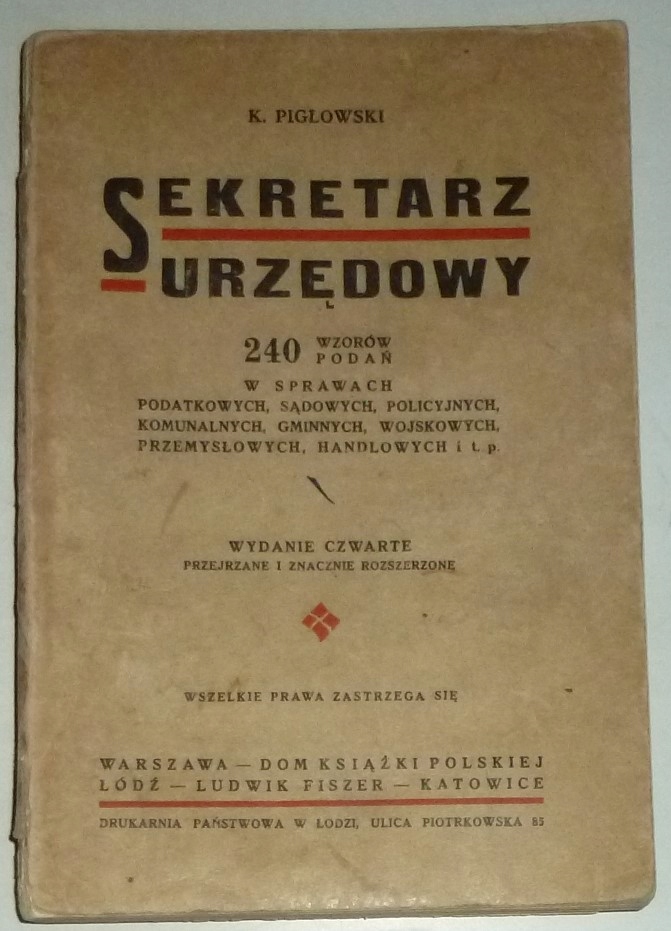 K. PIGŁOWSKI
SEKRETARZ
URZĘDOWY
240 WZORÓW
PODAŃ
W SPRAWACH
PODATKOWYCH, SĄDOWYCH, POLICYJNYCH,
KOMUNALNYCH, GMINNYCH, WOJSKOWYCH,
PRZEMYSŁOWYCH, HANDLOWYCH i t. p.
WYDANIE CZWARTE
PRZEJRZANE I ZNACZNIE ROZSZERZONE
WSZELKIE PRAWA ZASTRZEGA SIĘ
WARSZAWA — DOM KSIĄŻKI POLSKIEJ
ŁÓDŹ — LUDWIK FISZER — KATOWICE
DRUKARNIA PAŃSTWOWA W ŁODZI, ULICA PIOTRKOWSKA 85